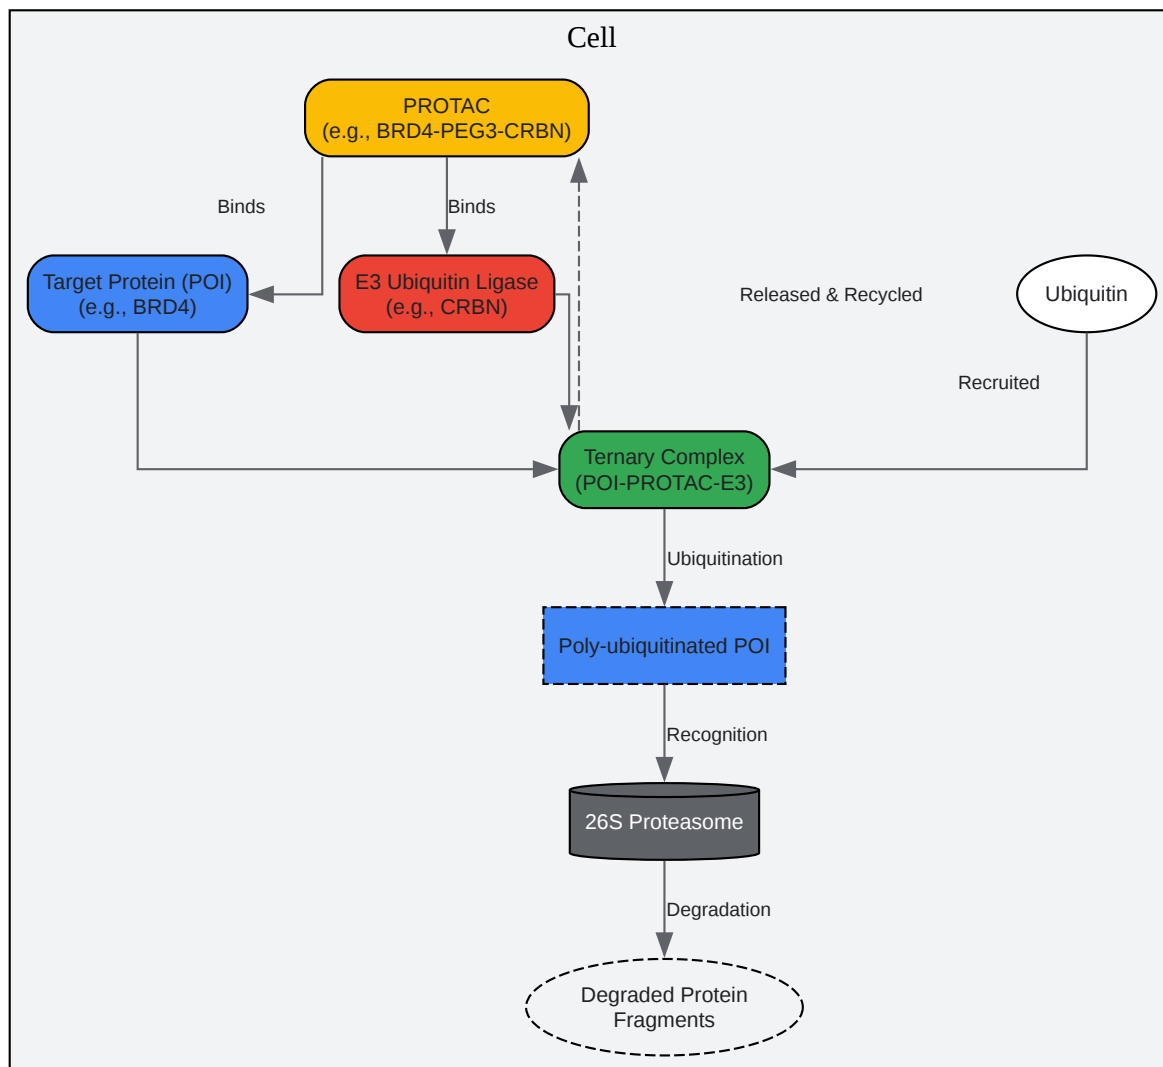 Cell
PROTAC
(e.g., BRD4-PEG3-CRBN)
Binds
Binds
Target Protein (POI)
(e.g., BRD4)
E3 Ubiquitin Ligase
(e.g., CRBN)
Released & Recycled
Ubiquitin
Recruited
Ternary Complex
(POI-PROTAC-E3)
Ubiquitination
Poly-ubiquitinated POI
Recognition
26S Proteasome
Degradation
Degraded Protein
Fragments